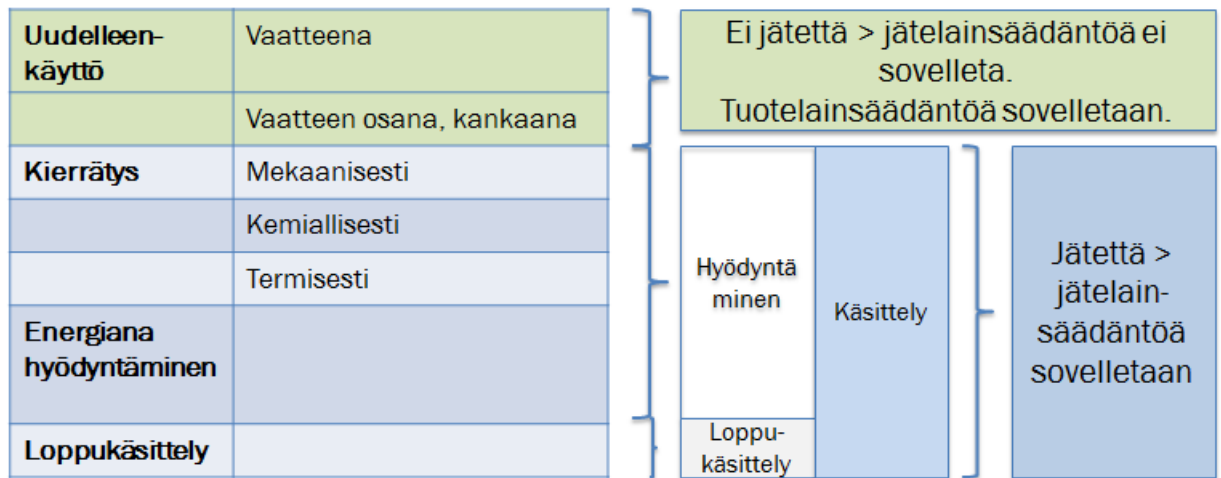 Uudelleen-
käyttö
Vaatteena
Vaatteen osana, kankaana
Kierrätys
Mekaanisesti
Kemiallisesti
Termisesti
Energiana
hyödyntäminen
Loppukäsittely
Ei jätettä > jätelainsäädäntöä ei
sovelleta.
Tuotelainsäädäntöä sovelletaan.
Hyödyntä
minen
Loppu-
käsittely
Käsittely
Jätettä >
jätelain-
säädäntöä
sovelletaan